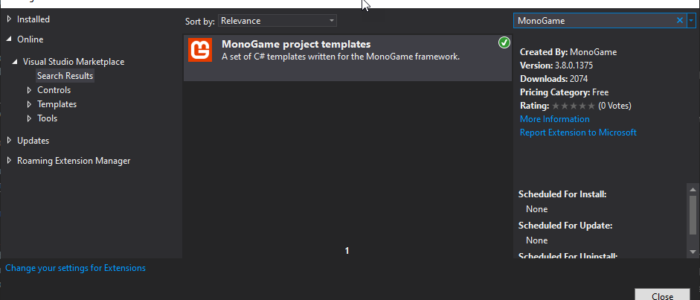 Installed
Online
Visual Studio Marketplace
Search Results
Controls
Templates
Tools
Updates
Roaming Extension Manager
Change your settings for Extensions
Sort by: Relevance
MonoGame project templates
A set of C# templates written for the MonoGame framework.
1
MonoGame
Created By: MonoGame
Version: 3.8.0.1375
Downloads: 2074
Pricing Category: Free
Rating: (0 Votes)
More Information
Report Extension to Microsoft
Scheduled For Install:
None
Scheduled For Update:
None
Scheduled For Uninstall:
Close